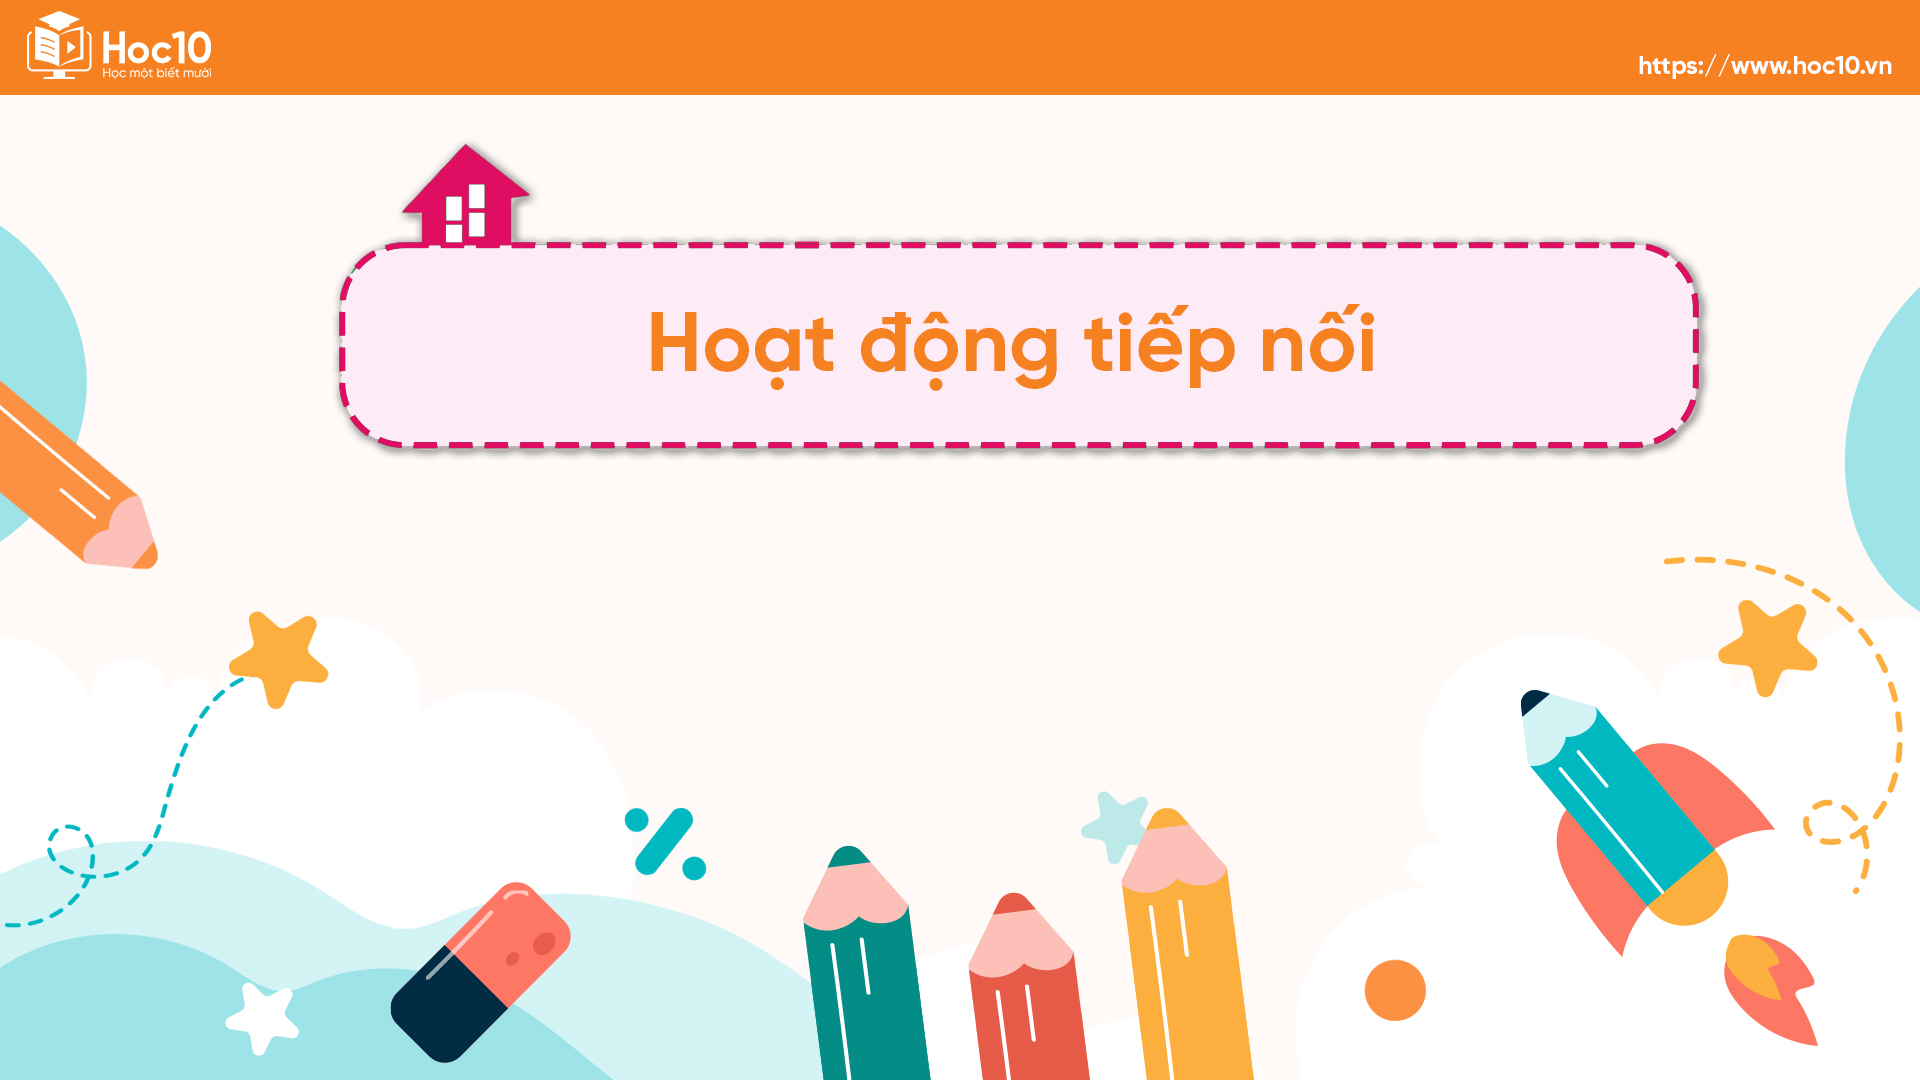 Hoc10
Học một biết mười
https://www.hoc10.vn
Hoạt động tiếp nối